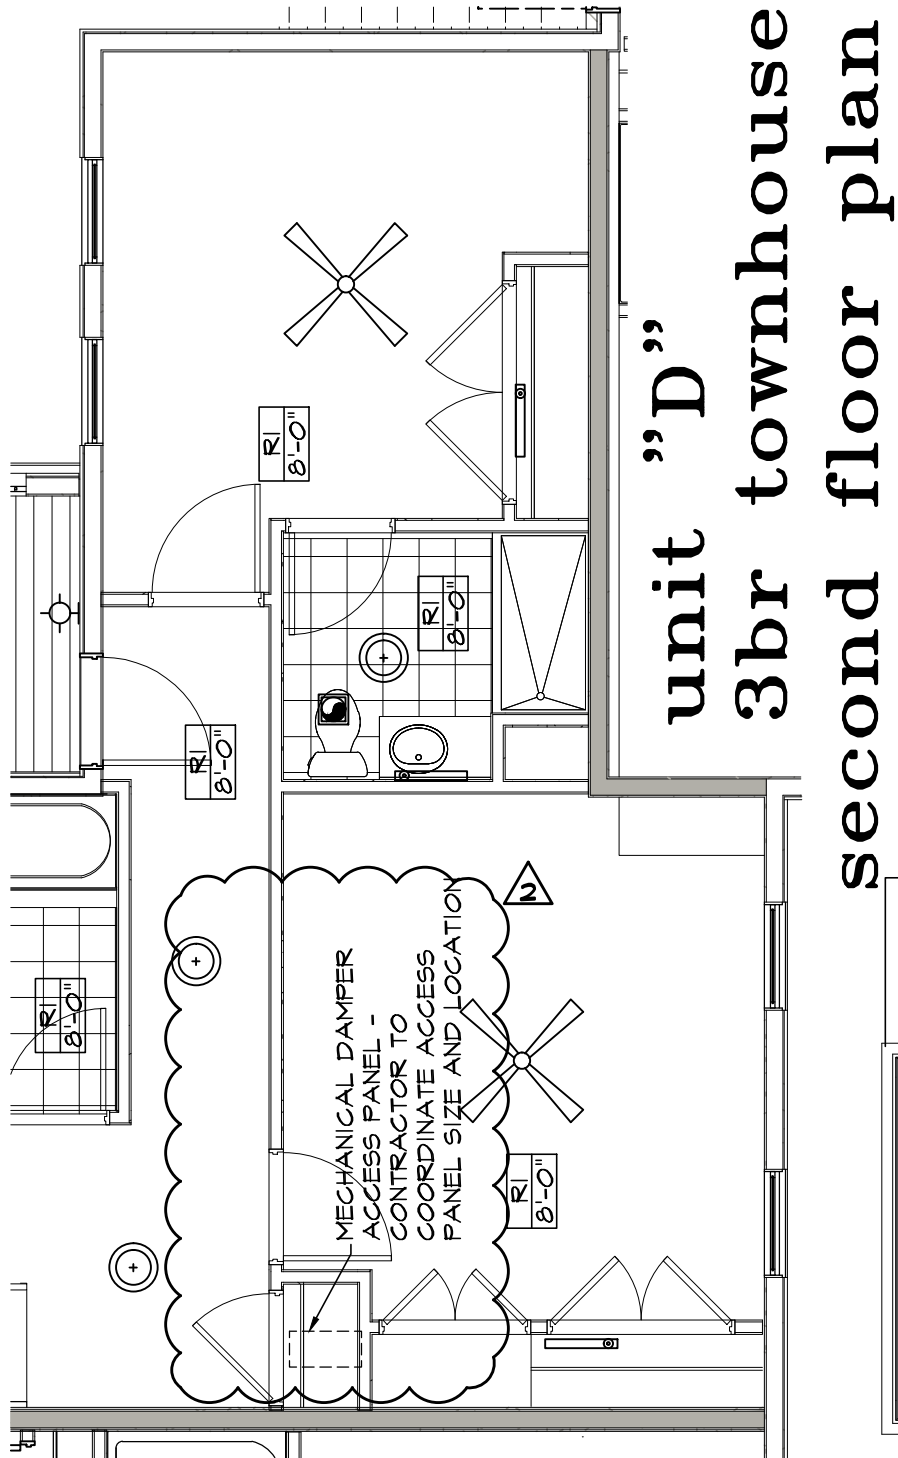 unit "D"
3br townhouse
second floor plan
R1
8'-0"
R1
8'-0"
R1
8'-0"
R1
8'-0"
R1
8'-0"
2
MECHANICAL DAMPER
ACCESS PANEL -
CONTRACTOR TO
COORDINATE ACCESS
PANEL SIZE AND LOCATION